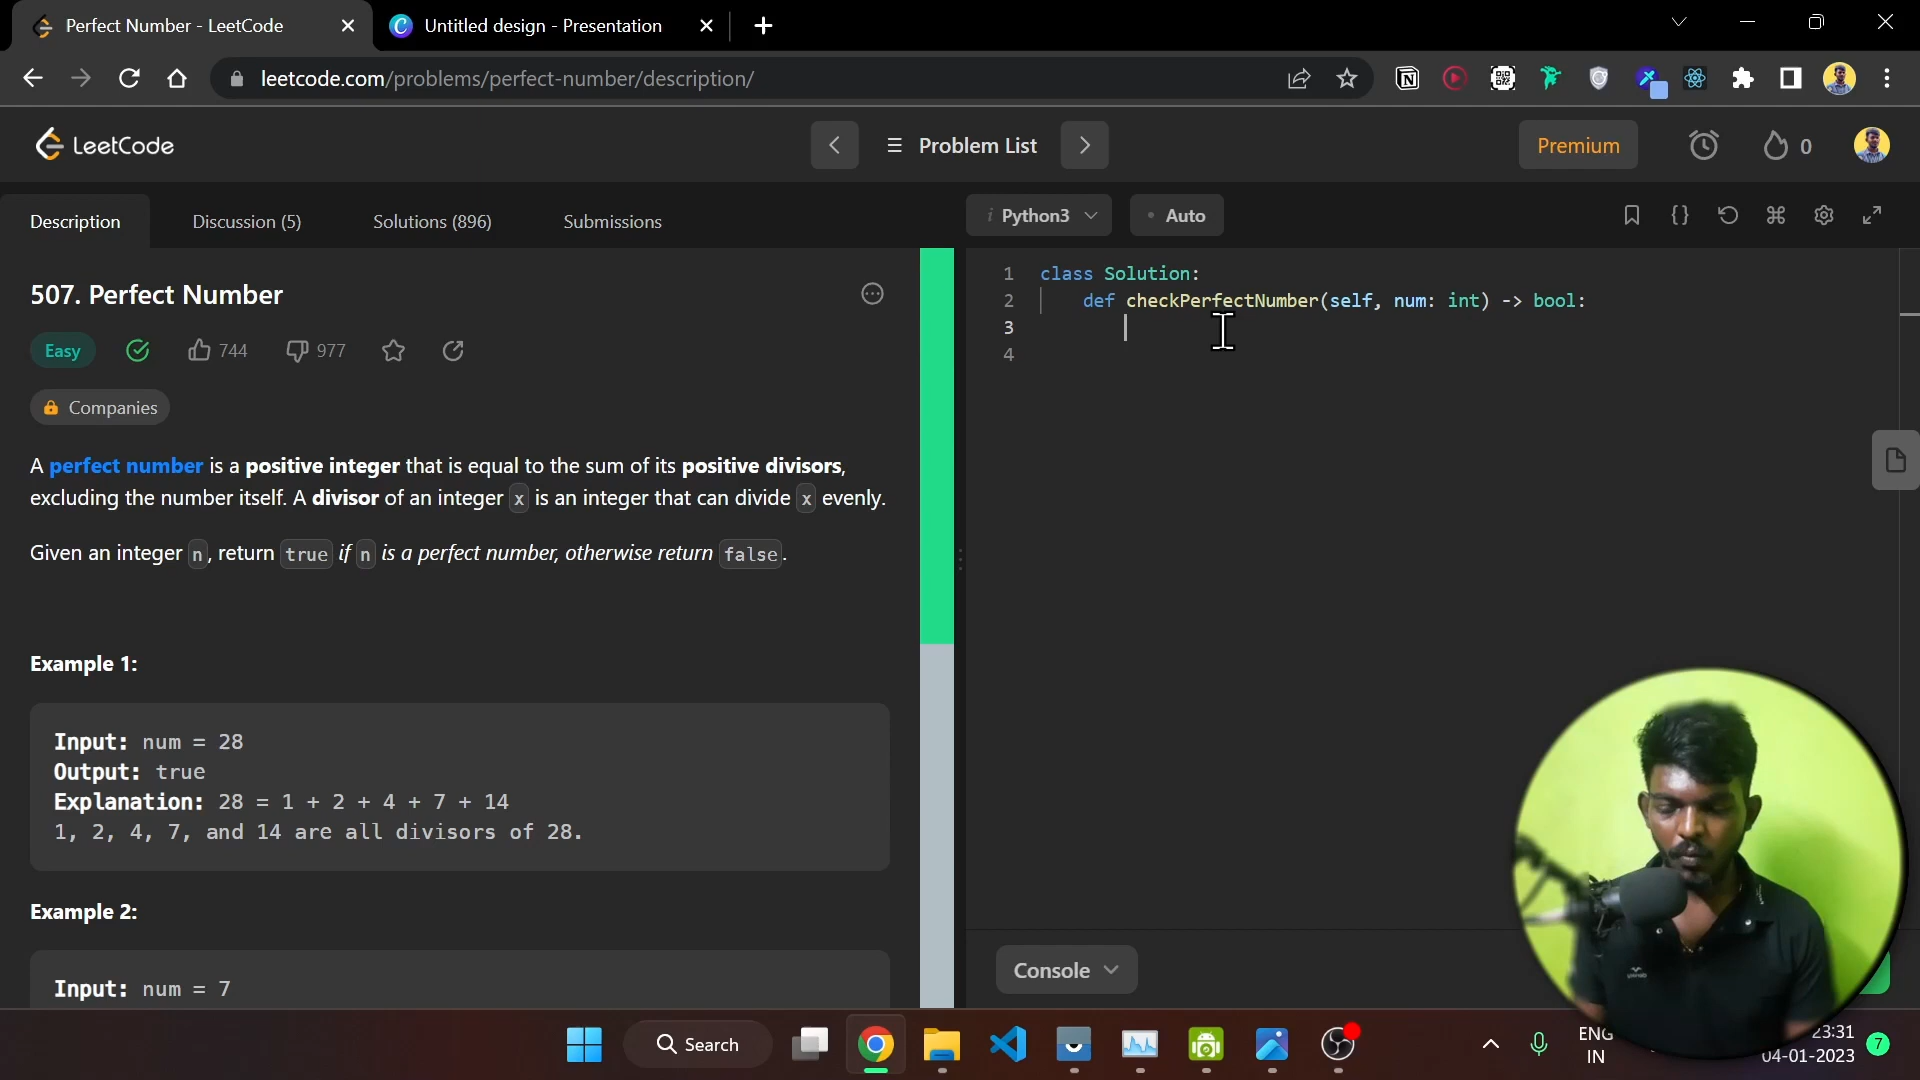 Perfect Number - LeetCode
Untitled design - Presentation
leetcode.com/problems/perfect-number/description/
LeetCode
Problem List
Premium
0
Description
Discussion (5)
Solutions (896)
Submissions
i Python3
• Auto
507. Perfect Number
Easy
744
977
Companies
A perfect number is a positive integer that is equal to the sum of its positive divisors,
excluding the number itself. A divisor of an integer x is an integer that can divide x evenly.
Given an integer n, return true if n is a perfect number, otherwise return false.
Example 1:
Input: num = 28
Output: true
Explanation: 28 = 1 + 2 + 4 + 7 + 14
1, 2, 4, 7, and 14 are all divisors of 28.
Example 2:
Input: num = 7
1 class Solution:
2 def checkPerfectNumber(self, num: int) -> bool:
3
4
Console
Search
ENG
IN
23:31
04-01-2023
7